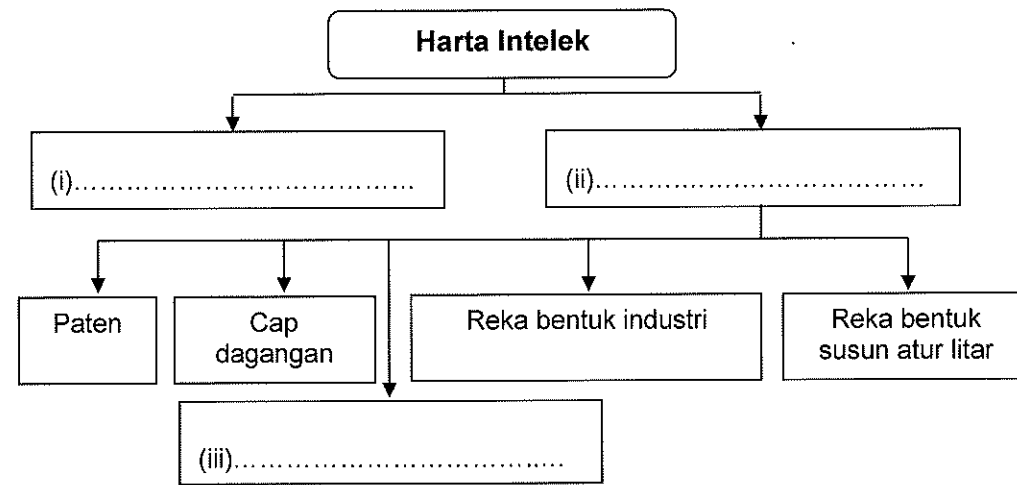 Harta Intelek
(i)..........................................
(ii)..........................................
Paten
Cap
dagangan
Reka bentuk industri
Reka bentuk
susun atur litar
(iii)..........................................